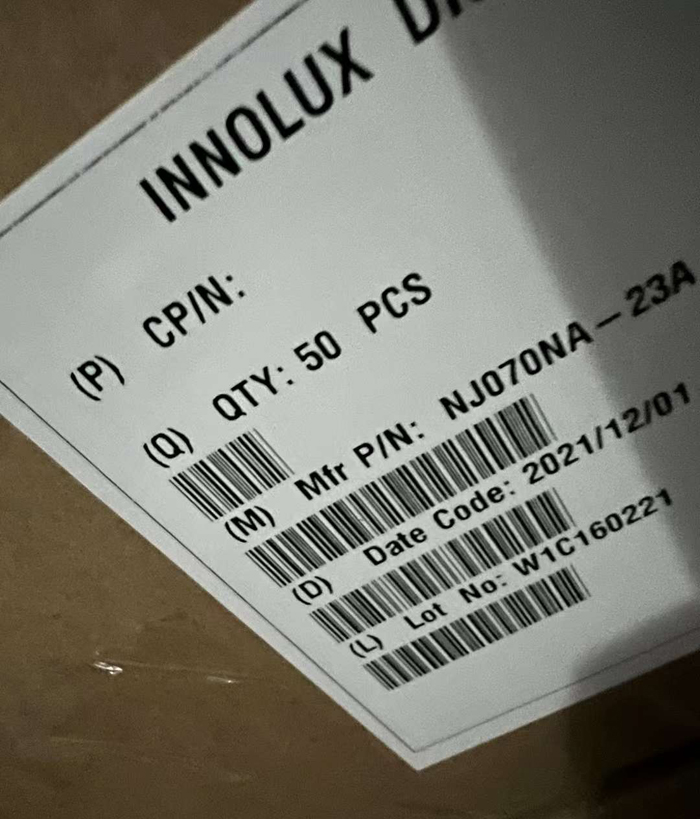 INNOLUX
(P) CP/N:
(Q) QTY: 50 PCS
(M) Mfr P/N: NJ070NA-23A
(D) Date Code: 2021/12/01
(L) Lot No: W1C160221